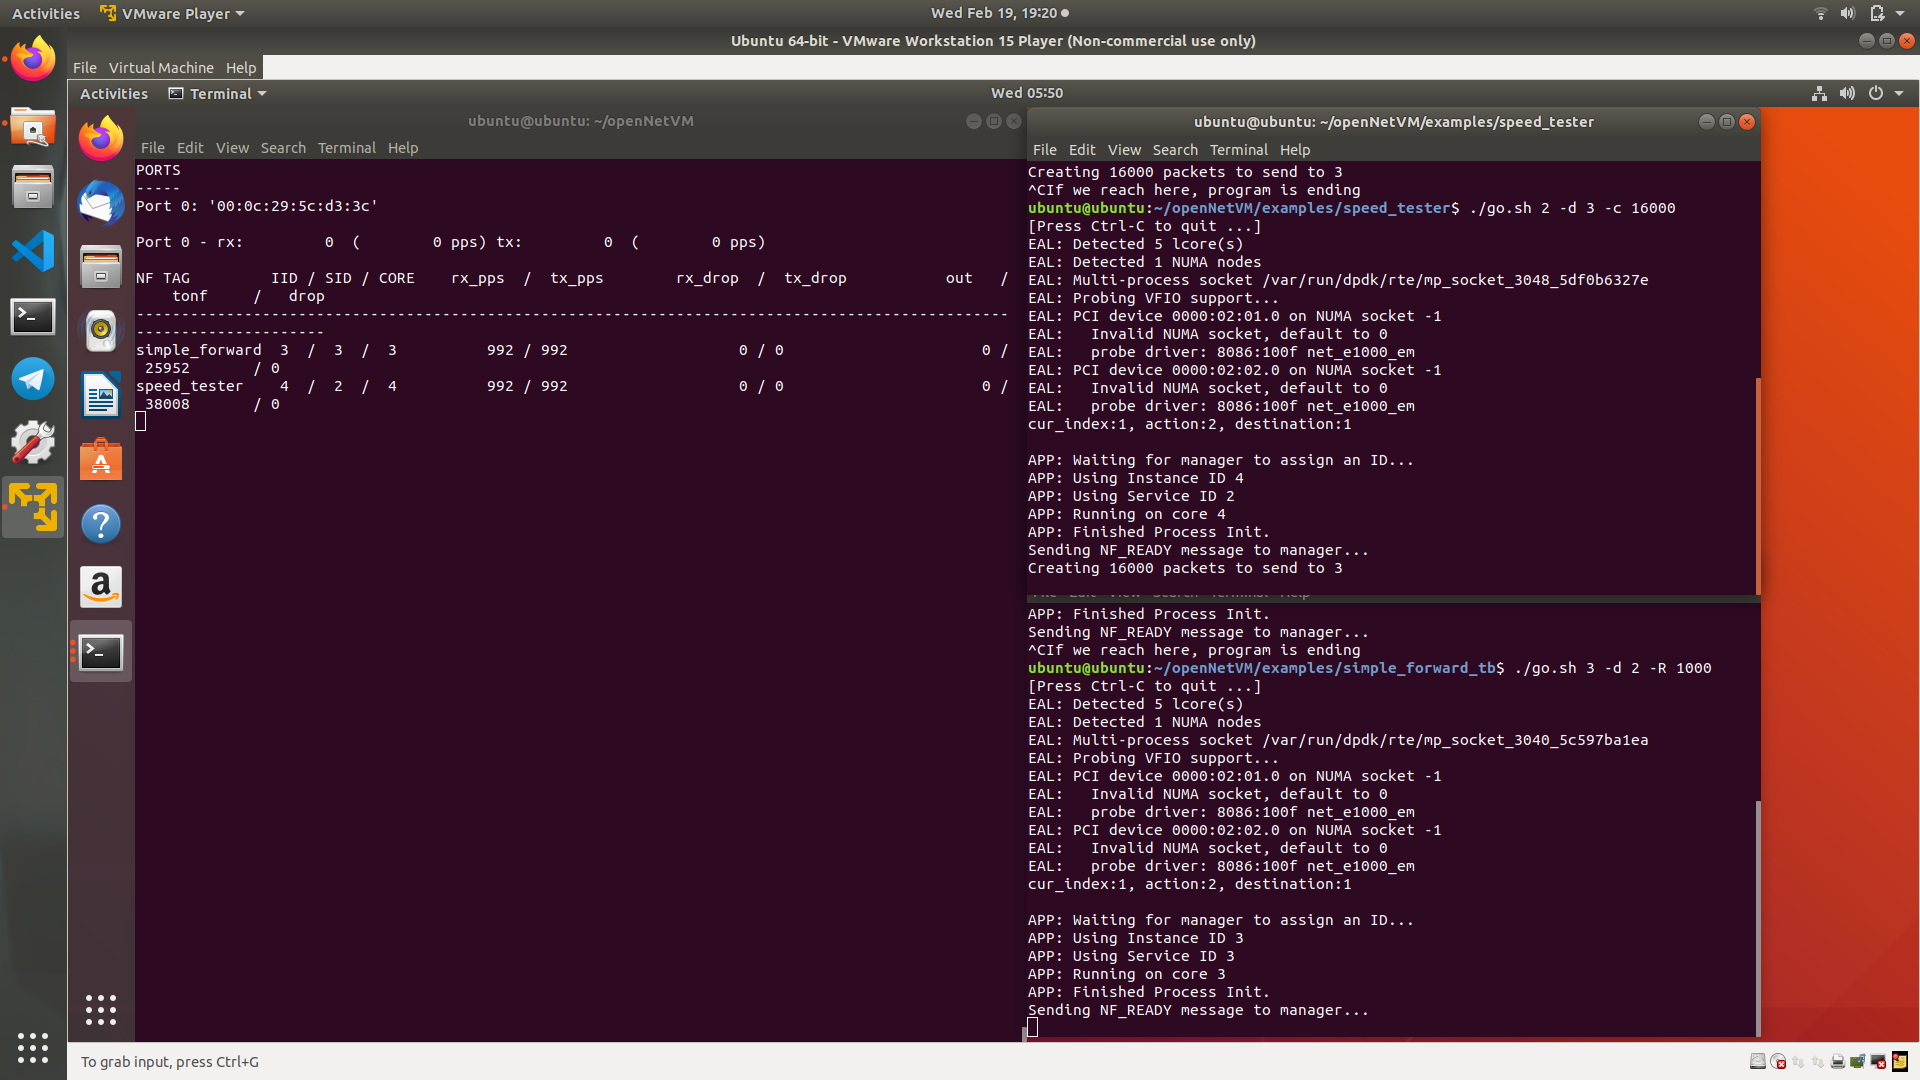 Activities VMware Player Wed Feb 19, 19:20
Ubuntu 64-bit - VMware Workstation 15 Player (Non-commercial use only)
File Virtual Machine Help
Activities Terminal Wed 05:50
ubuntu@ubuntu: ~/openNetVM
File Edit View Search Terminal Help
PORTS
-----
Port 0: '00:0c:29:5c:d3:3c'
Port 0 - rx: 0 ( 0 pps) tx: 0 ( 0 pps)
NF TAG IID / SID / CORE rx_pps / tx_pps rx_drop / tx_drop out /
tonf / drop
-------------------------------------------------------------------------------------------------
---------------------
simple_forward 3 / 3 / 3 992 / 992 0 / 0 0 /
25952 / 0
speed_tester 4 / 2 / 4 992 / 992 0 / 0 0 /
38008 / 0
ubuntu@ubuntu: ~/openNetVM/examples/speed_tester
File Edit View Search Terminal Help
Creating 16000 packets to send to 3
^CIf we reach here, program is ending
ubuntu@ubuntu:~/openNetVM/examples/speed_tester$ ./go.sh 2 -d 3 -c 16000
[Press Ctrl-C to quit ...]
EAL: Detected 5 lcore(s)
EAL: Detected 1 NUMA nodes
EAL: Multi-process socket /var/run/dpdk/rte/mp_socket_3048_5df0b6327e
EAL: Probing VFIO support...
EAL: PCI device 0000:02:01.0 on NUMA socket -1
EAL: Invalid NUMA socket, default to 0
EAL: probe driver: 8086:100f net_e1000_em
EAL: PCI device 0000:02:02.0 on NUMA socket -1
EAL: Invalid NUMA socket, default to 0
EAL: probe driver: 8086:100f net_e1000_em
cur_index:1, action:2, destination:1
APP: Waiting for manager to assign an ID...
APP: Using Instance ID 4
APP: Using Service ID 2
APP: Running on core 4
APP: Finished Process Init.
Sending NF_READY message to manager...
Creating 16000 packets to send to 3
File Edit View Search Terminal Help
APP: Finished Process Init.
Sending NF_READY message to manager...
^CIf we reach here, program is ending
ubuntu@ubuntu:~/openNetVM/examples/simple_forward_tb$ ./go.sh 3 -d 2 -R 1000
[Press Ctrl-C to quit ...]
EAL: Detected 5 lcore(s)
EAL: Detected 1 NUMA nodes
EAL: Multi-process socket /var/run/dpdk/rte/mp_socket_3040_5c597ba1ea
EAL: Probing VFIO support...
EAL: PCI device 0000:02:01.0 on NUMA socket -1
EAL: Invalid NUMA socket, default to 0
EAL: probe driver: 8086:100f net_e1000_em
EAL: PCI device 0000:02:02.0 on NUMA socket -1
EAL: Invalid NUMA socket, default to 0
EAL: probe driver: 8086:100f net_e1000_em
cur_index:1, action:2, destination:1
APP: Waiting for manager to assign an ID...
APP: Using Instance ID 3
APP: Using Service ID 3
APP: Running on core 3
APP: Finished Process Init.
Sending NF_READY message to manager...
To grab input, press Ctrl+G